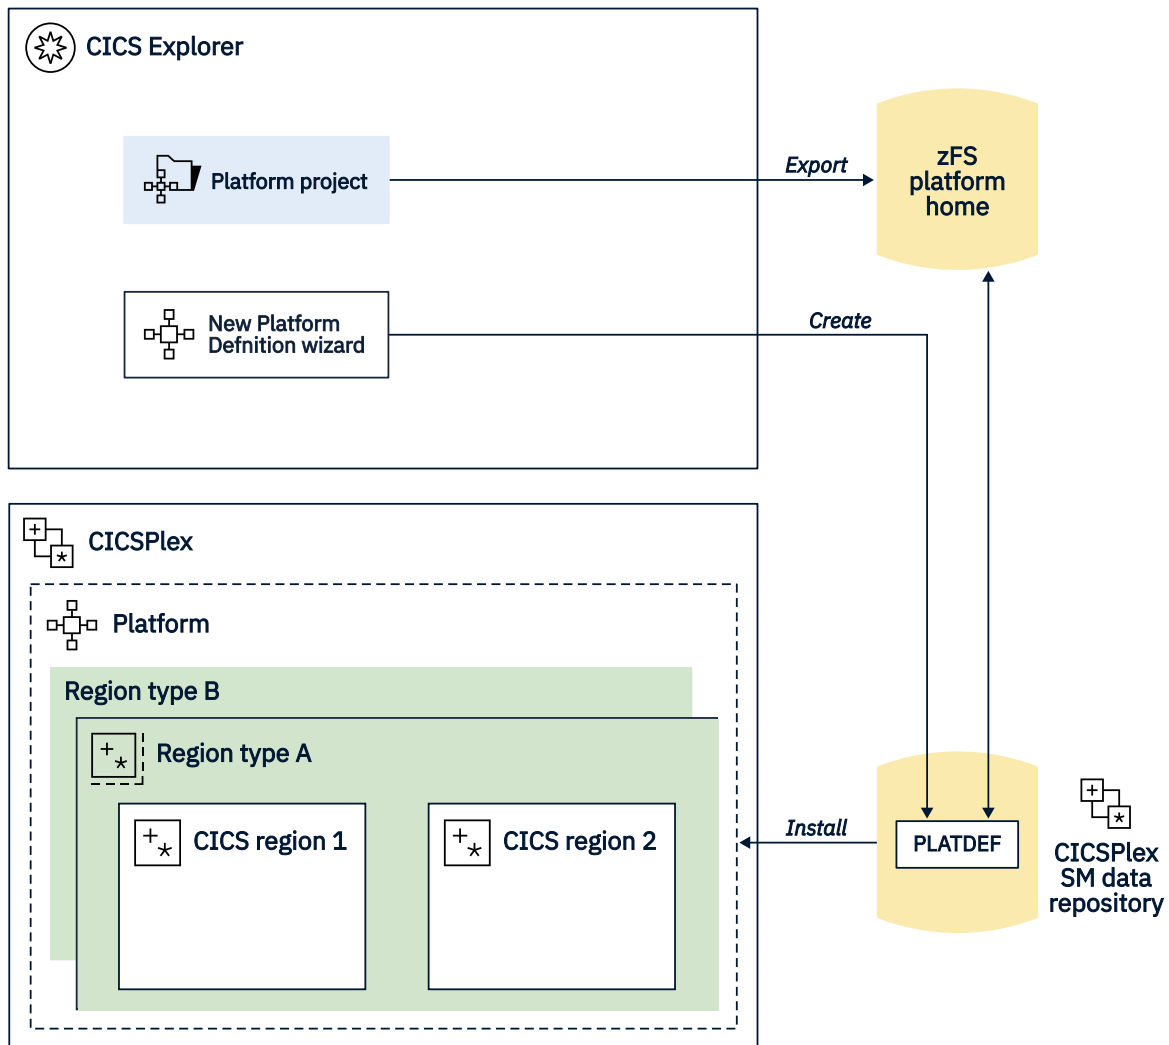 CICS Explorer
Platform project
Export
zFS
platform
home
New Platform
Defnition wizard
Create
CICSPlex
Platform
Region type B
Region type A
CICS region 1
CICS region 2
Install
PLATDEF
CICSPlex
SM data
repository